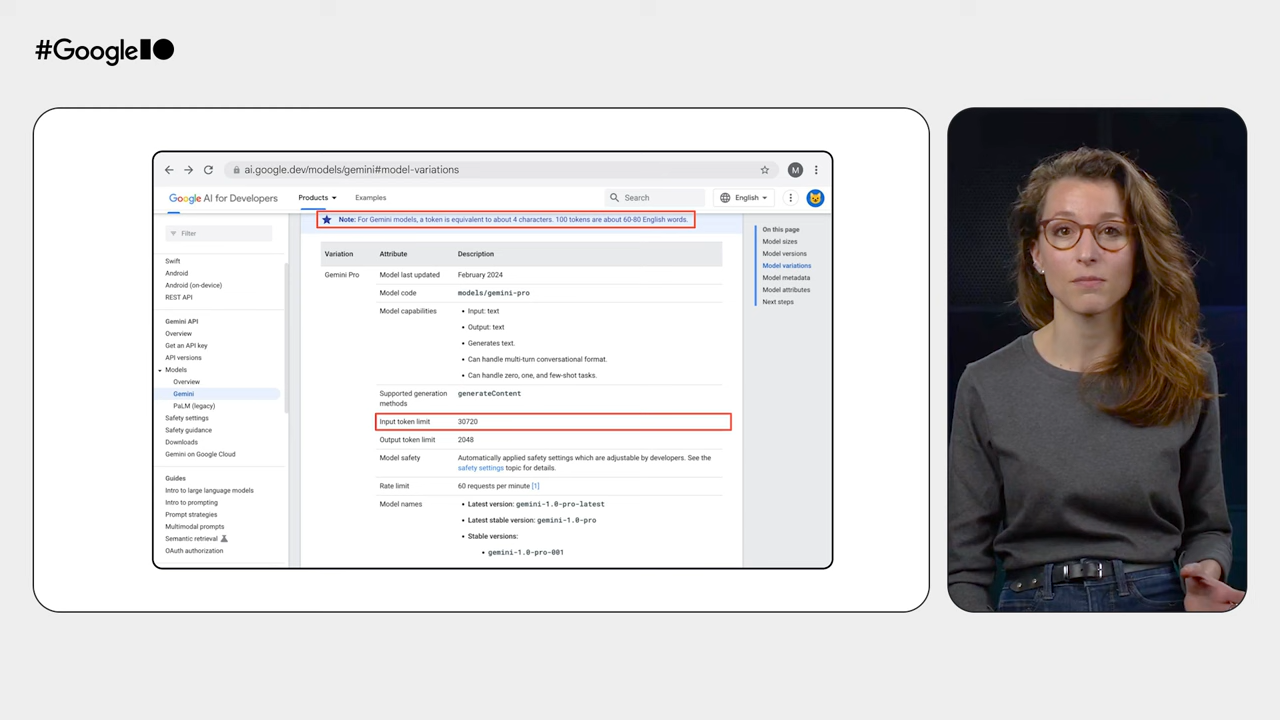 #GoogleIO
ai.google.dev/models/gemini#model-variations
M
Google AI for Developers
Products
Examples
Search
English
Note: For Gemini models, a token is equivalent to about 4 characters. 100 tokens are about 60-80 English words.
Filter
Swift
Android
Android (on-device)
REST API
Gemini API
Overview
Get an API key
API versions
Models
Overview
Gemini
PaLM (legacy)
Safety settings
Safety guidance
Downloads
Gemini on Google Cloud
Guides
Intro to large language models
Intro to prompting
Prompt strategies
Multimodal prompts
Semantic retrieval
OAuth authorization
Variation Attribute Description
Gemini Pro Model last updated February 2024
Model code models/gemini-pro
Model capabilities • Input: text
• Output: text
• Generates text.
• Can handle multi-turn conversational format.
• Can handle zero, one, and few-shot tasks.
Supported generation generateContent
methods
Input token limit 30720
Output token limit 2048
Model safety Automatically applied safety settings which are adjustable by developers. See the
safety settings topic for details.
Rate limit 60 requests per minute [1]
Model names • Latest version: gemini-1.0-pro-latest
• Latest stable version: gemini-1.0-pro
• Stable versions:
• gemini-1.0-pro-001
On this page
Model sizes
Model versions
Model variations
Model metadata
Model attributes
Next steps